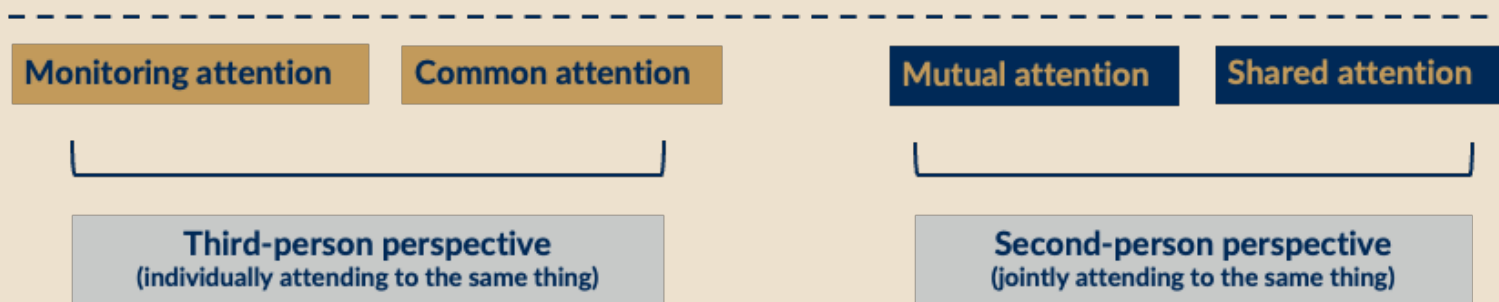 Monitoring attention
Common attention
Mutual attention
Shared attention
Third-person perspective
(individually attending to the same thing)
Second-person perspective
(jointly attending to the same thing)